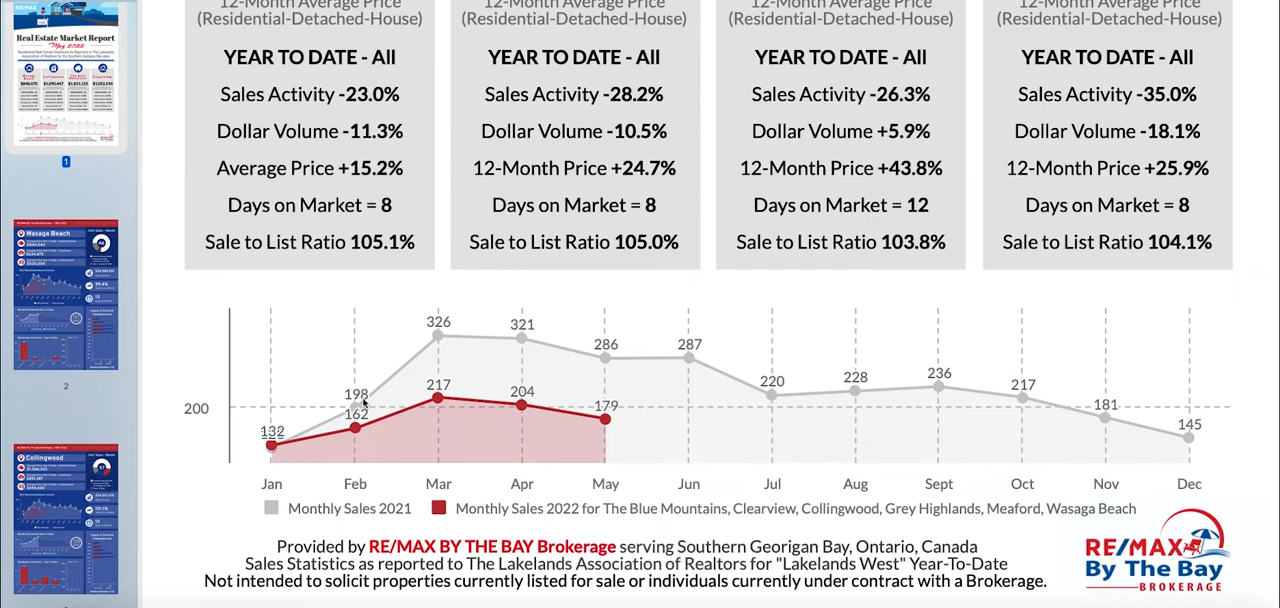 RE/MAX
Real Estate Market Report
May 2022
1
Wasaga Beach
2
Collingwood
12-Month Average Price
(Residential-Detached-House)
YEAR TO DATE - All
Sales Activity -23.0%
Dollar Volume -11.3%
Average Price +15.2%
Days on Market = 8
Sale to List Ratio 105.1%
12-Month Average Price
(Residential-Detached-House)
YEAR TO DATE - All
Sales Activity -28.2%
Dollar Volume -10.5%
12-Month Price +24.7%
Days on Market = 8
Sale to List Ratio 105.0%
12-Month Average Price
(Residential-Detached-House)
YEAR TO DATE - All
Sales Activity -26.3%
Dollar Volume +5.9%
12-Month Price +43.8%
Days on Market = 12
Sale to List Ratio 103.8%
12-Month Average Price
(Residential-Detached-House)
YEAR TO DATE - All
Sales Activity -35.0%
Dollar Volume -18.1%
12-Month Price +25.9%
Days on Market = 8
Sale to List Ratio 104.1%
326 321 286 287
198 217 204 220 228 236 217
200 162 179 181
132 145
Jan Feb Mar Apr May Jun Jul Aug Sept Oct Nov Dec
Monthly Sales 2021 Monthly Sales 2022 for The Blue Mountains, Clearview, Collingwood, Grey Highlands, Meaford, Wasaga Beach
Provided by RE/MAX BY THE BAY Brokerage serving Southern Georigan Bay, Ontario, Canada
Sales Statistics as reported to The Lakelands Association of Realtors for "Lakelands West" Year-To-Date
Not intended to solicit properties currently listed for sale or individuals currently under contract with a Brokerage.
RE/MAX
By The Bay
BROKERAGE